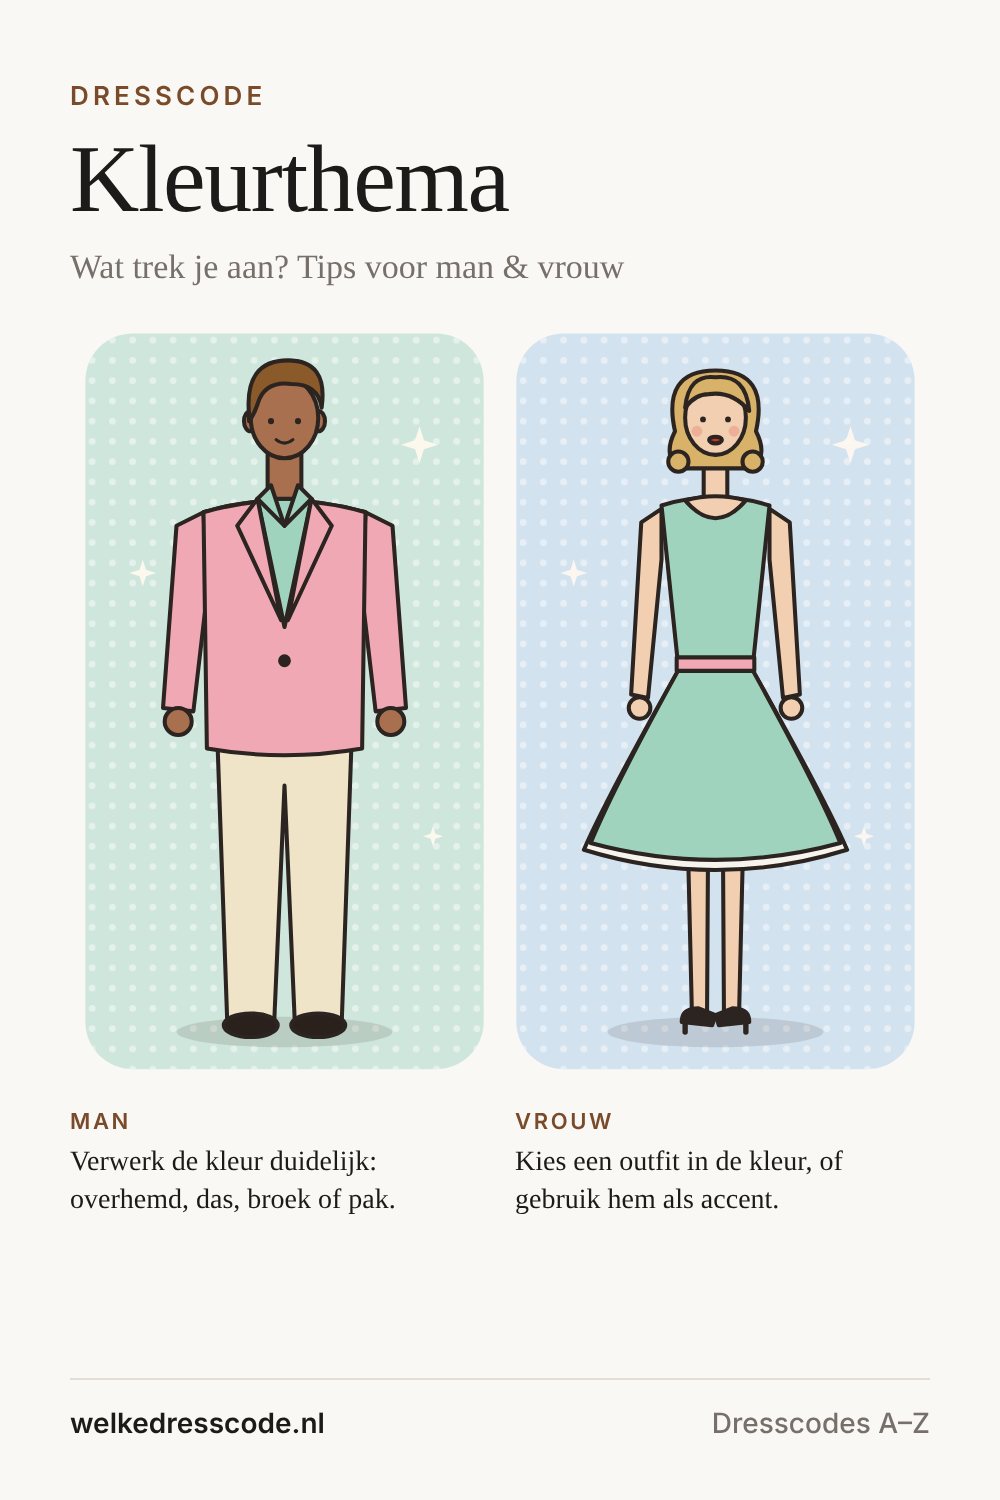 DRESSCODE
Kleurthema
Wat trek je aan? Tips voor man & vrouw
MAN
Verwerk de kleur duidelijk:
overhemd, das, broek of pak.
VROUW
Kies een outfit in de kleur, of
gebruik hem als accent.
welkedresscode.nl
Dresscodes A–Z